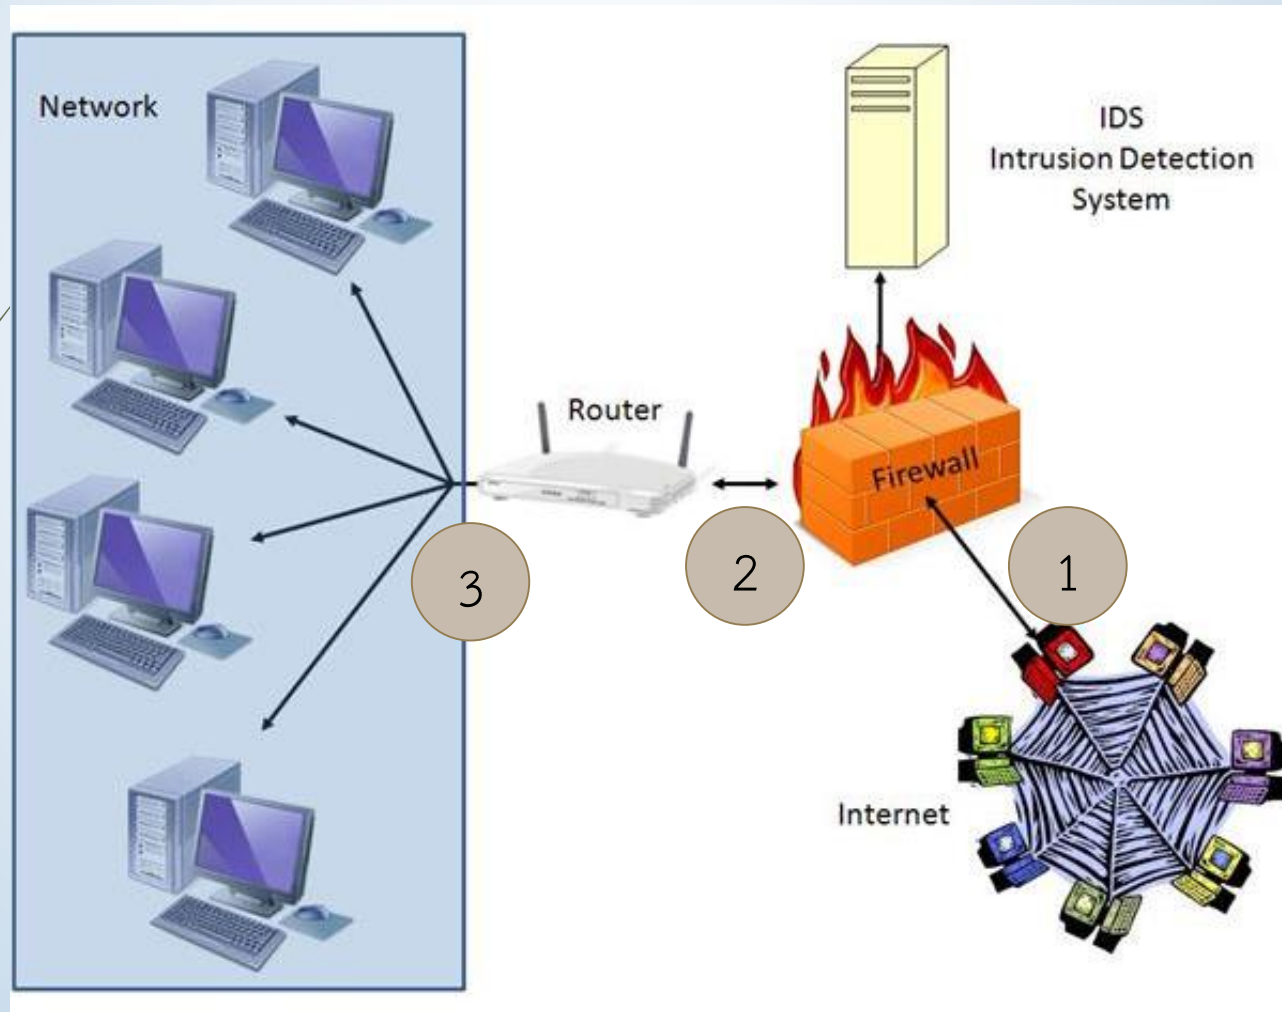 Network
IDS
Intrusion Detection
System
Router
Firewall
3
2
1
Internet